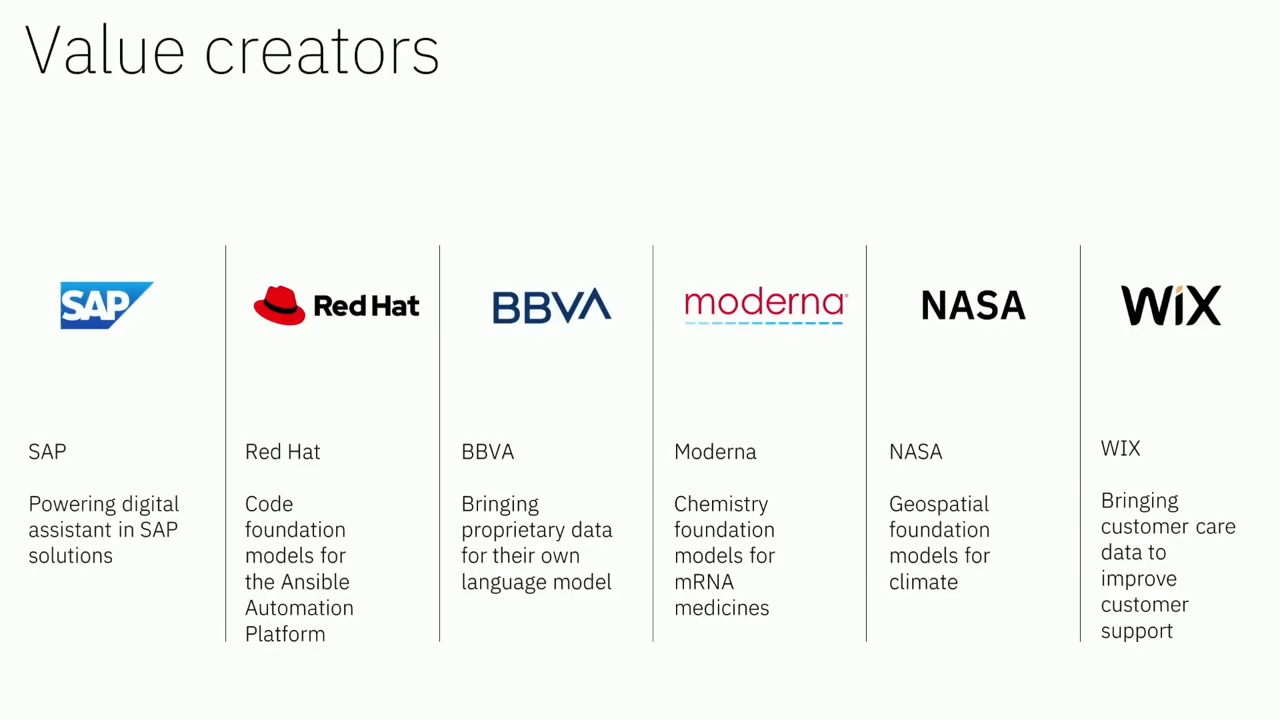 Value creators
SAP
Red Hat
BBVA
moderna
NASA
WiX
SAP
Powering digital
assistant in SAP
solutions
Red Hat
Code
foundation
models for
the Ansible
Automation
Platform
BBVA
Bringing
proprietary data
for their own
language model
Moderna
Chemistry
foundation
models for
mRNA
medicines
NASA
Geospatial
foundation
models for
climate
WIX
Bringing
customer care
data to
improve
customer
support